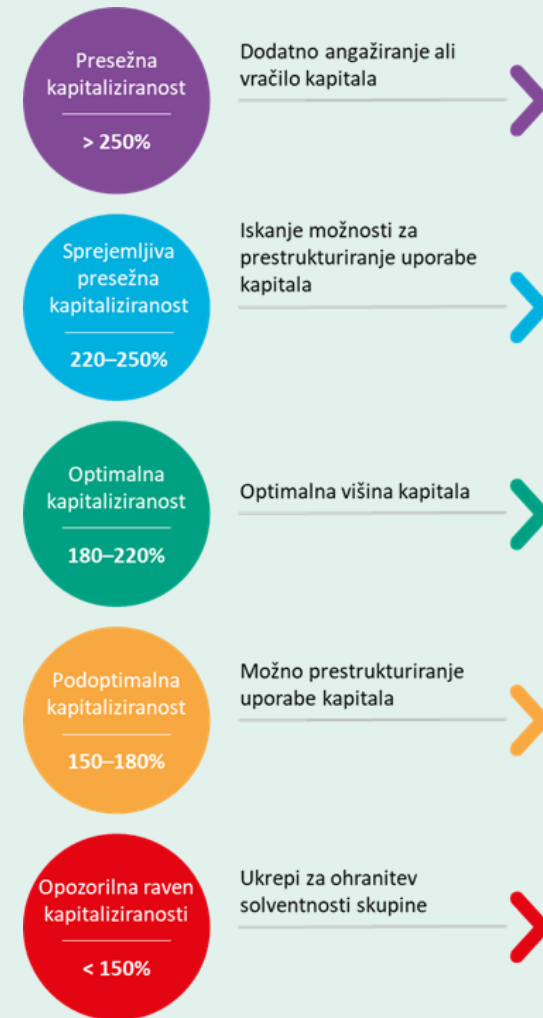 Presežna
kapitaliziranost
> 250%
Dodatno angažiranje ali
vračilo kapitala
Sprejemljiva
presežna
kapitaliziranost
220–250%
Iskanje možnosti za
prestrukturiranje uporabe
kapitala
Optimalna
kapitaliziranost
180–220%
Optimalna višina kapitala
Podoptimalna
kapitaliziranost
150–180%
Možno prestrukturiranje
uporabe kapitala
Opozorilna raven
kapitaliziranosti
< 150%
Ukrepi za ohranitev
solventnosti skupine